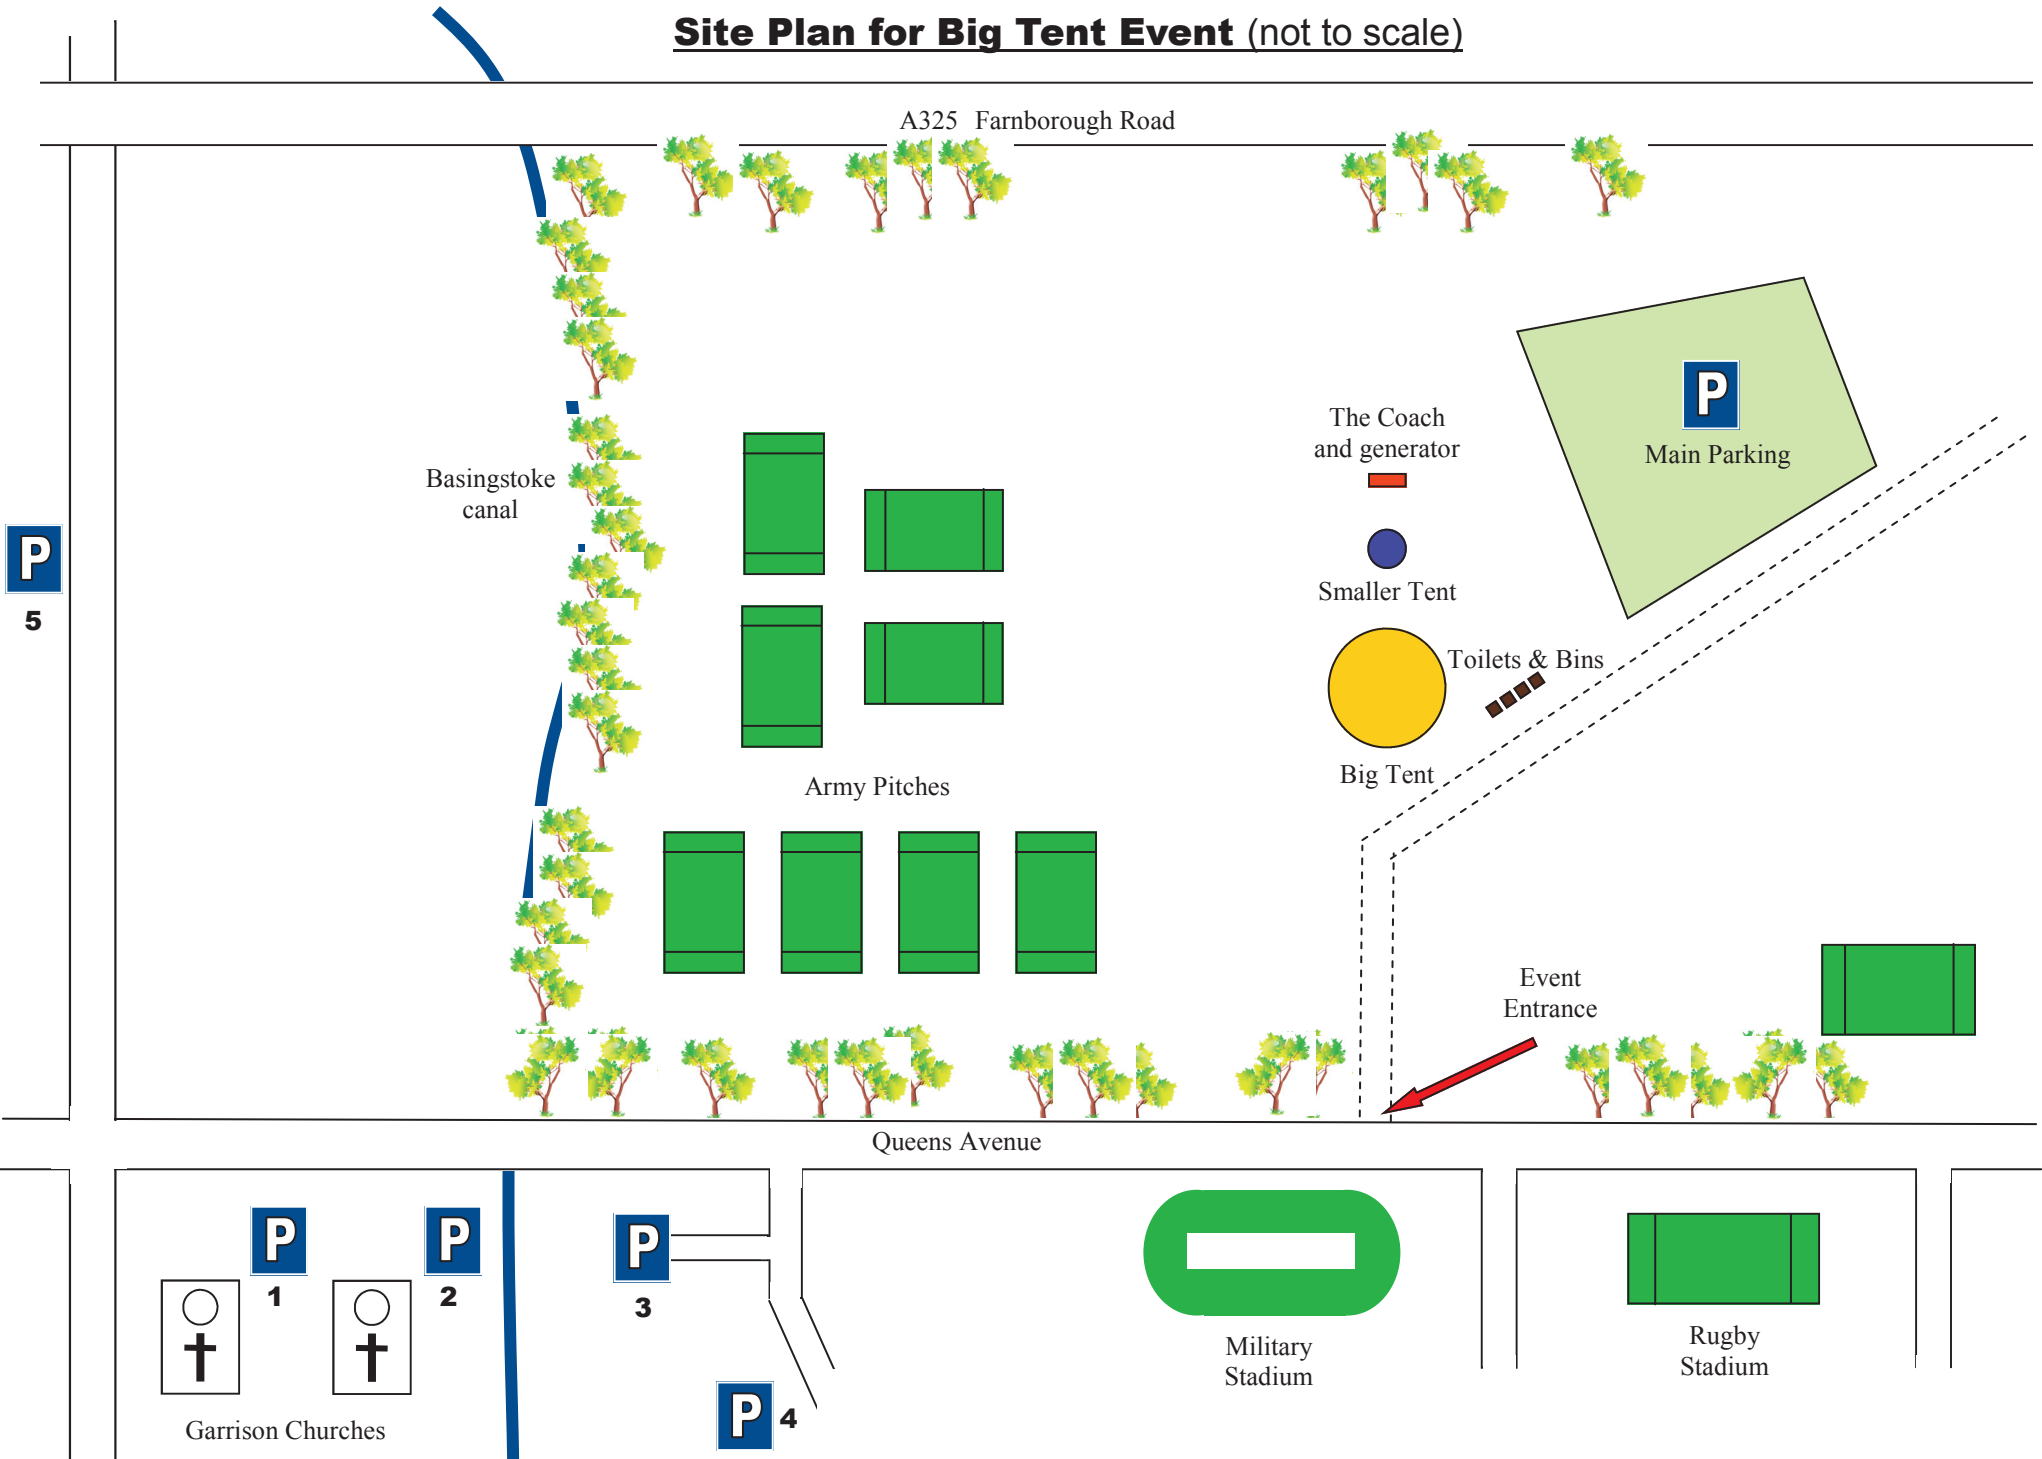 Site Plan for Big Tent Event (not to scale)
A325 Farnborough Road
P
Main Parking
The Coach
and generator
Basingstoke
canal
P
5
Smaller Tent
Toilets & Bins
Big Tent
Army Pitches
Event
Entrance
Queens Avenue
P
1
P
2
P
3
Military
Stadium
Rugby
Stadium
P
4
Garrison Churches